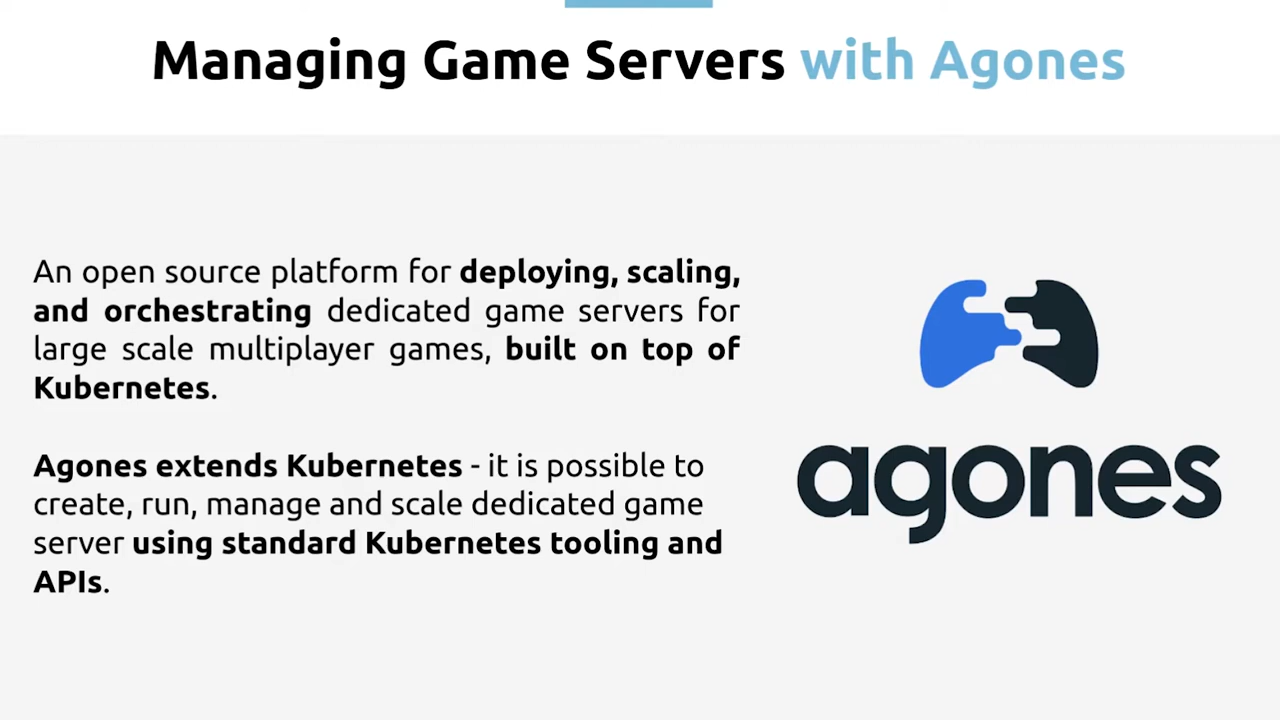 Managing Game Servers with Agones
An open source platform for deploying, scaling,
and orchestrating dedicated game servers for
large scale multiplayer games, built on top of
Kubernetes.
Agones extends Kubernetes - it is possible to
create, run, manage and scale dedicated game
server using standard Kubernetes tooling and
APIs.
agones